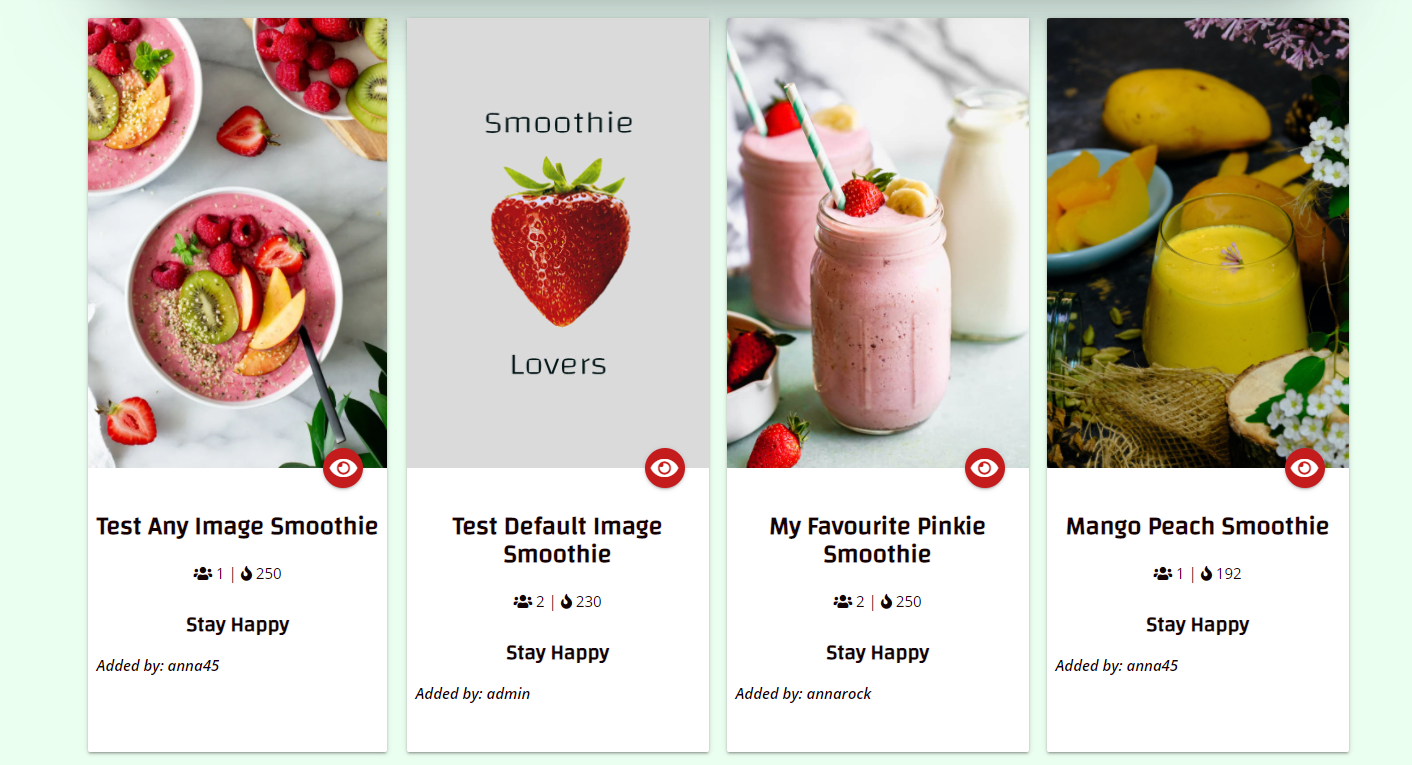 Smoothie
Lovers
Test Any Image Smoothie
1 | 250
Stay Happy
Added by: anna45
Test Default Image
Smoothie
2 | 230
Stay Happy
Added by: admin
My Favourite Pinkie
Smoothie
2 | 250
Stay Happy
Added by: annarock
Mango Peach Smoothie
1 | 192
Stay Happy
Added by: anna45